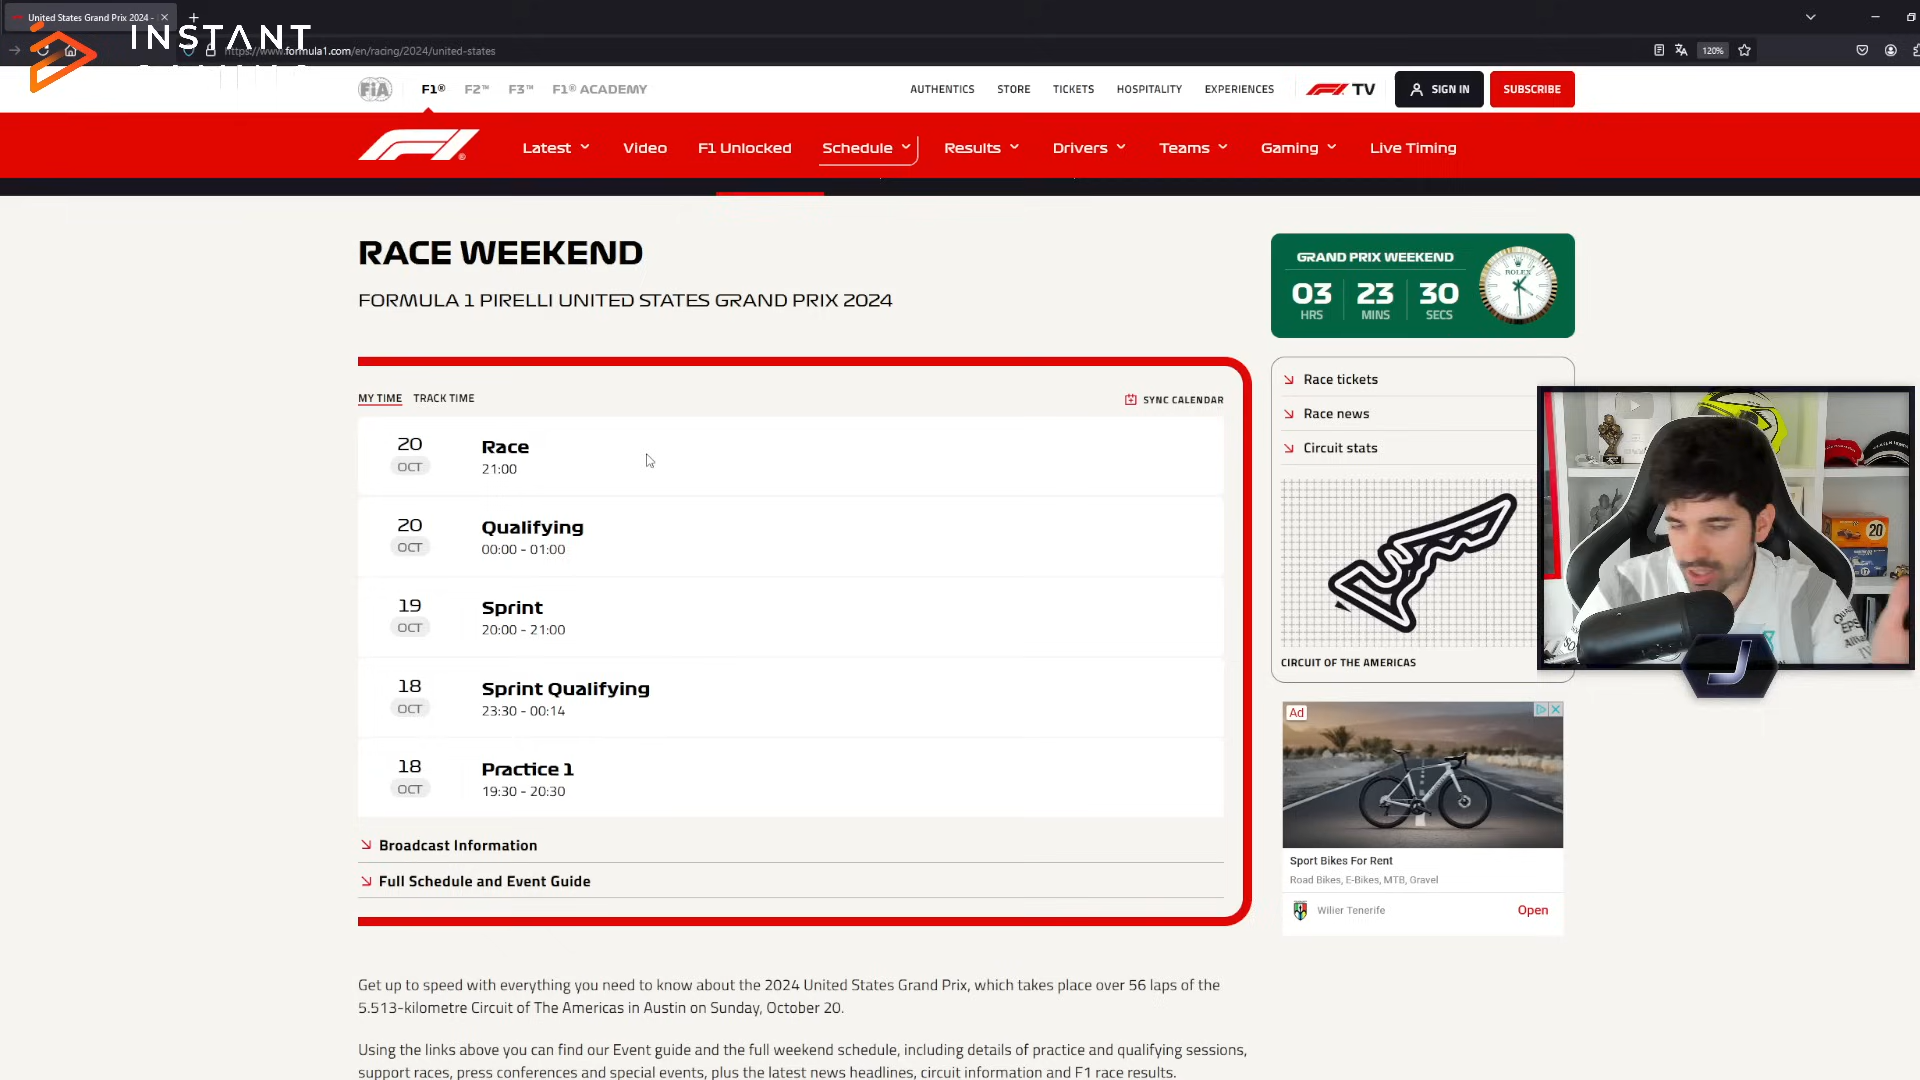 United States Grand Prix 2024 -
INSTANT
https://www.formula1.com/en/racing/2024/united-states
120%
FIA
F1® F2™ F3™ F1® ACADEMY
AUTHENTICS STORE TICKETS HOSPITALITY EXPERIENCES
F1 TV
SIGN IN
SUBSCRIBE
Latest Video F1 Unlocked Schedule Results Drivers Teams Gaming Live Timing
RACE WEEKEND
FORMULA 1 PIRELLI UNITED STATES GRAND PRIX 2024
MY TIME TRACK TIME
SYNC CALENDAR
20 OCT
Race
21:00
20 OCT
Qualifying
00:00 - 01:00
19 OCT
Sprint
20:00 - 21:00
18 OCT
Sprint Qualifying
23:30 - 00:14
18 OCT
Practice 1
19:30 - 20:30
Broadcast Information
Full Schedule and Event Guide
GRAND PRIX WEEKEND
03 23 30
HRS MINS SECS
ROLEX
Race tickets
Race news
Circuit stats
CIRCUIT OF THE AMERICAS
20
J
Ad
Sport Bikes For Rent
Road Bikes, E-Bikes, MTB, Gravel
Wilier Tenerife
Open
Get up to speed with everything you need to know about the 2024 United States Grand Prix, which takes place over 56 laps of the
5.513-kilometre Circuit of The Americas in Austin on Sunday, October 20.
Using the links above you can find our Event guide and the full weekend schedule, including details of practice and qualifying sessions,
support races, press conferences and special events, plus the latest news headlines, circuit information and F1 race results.